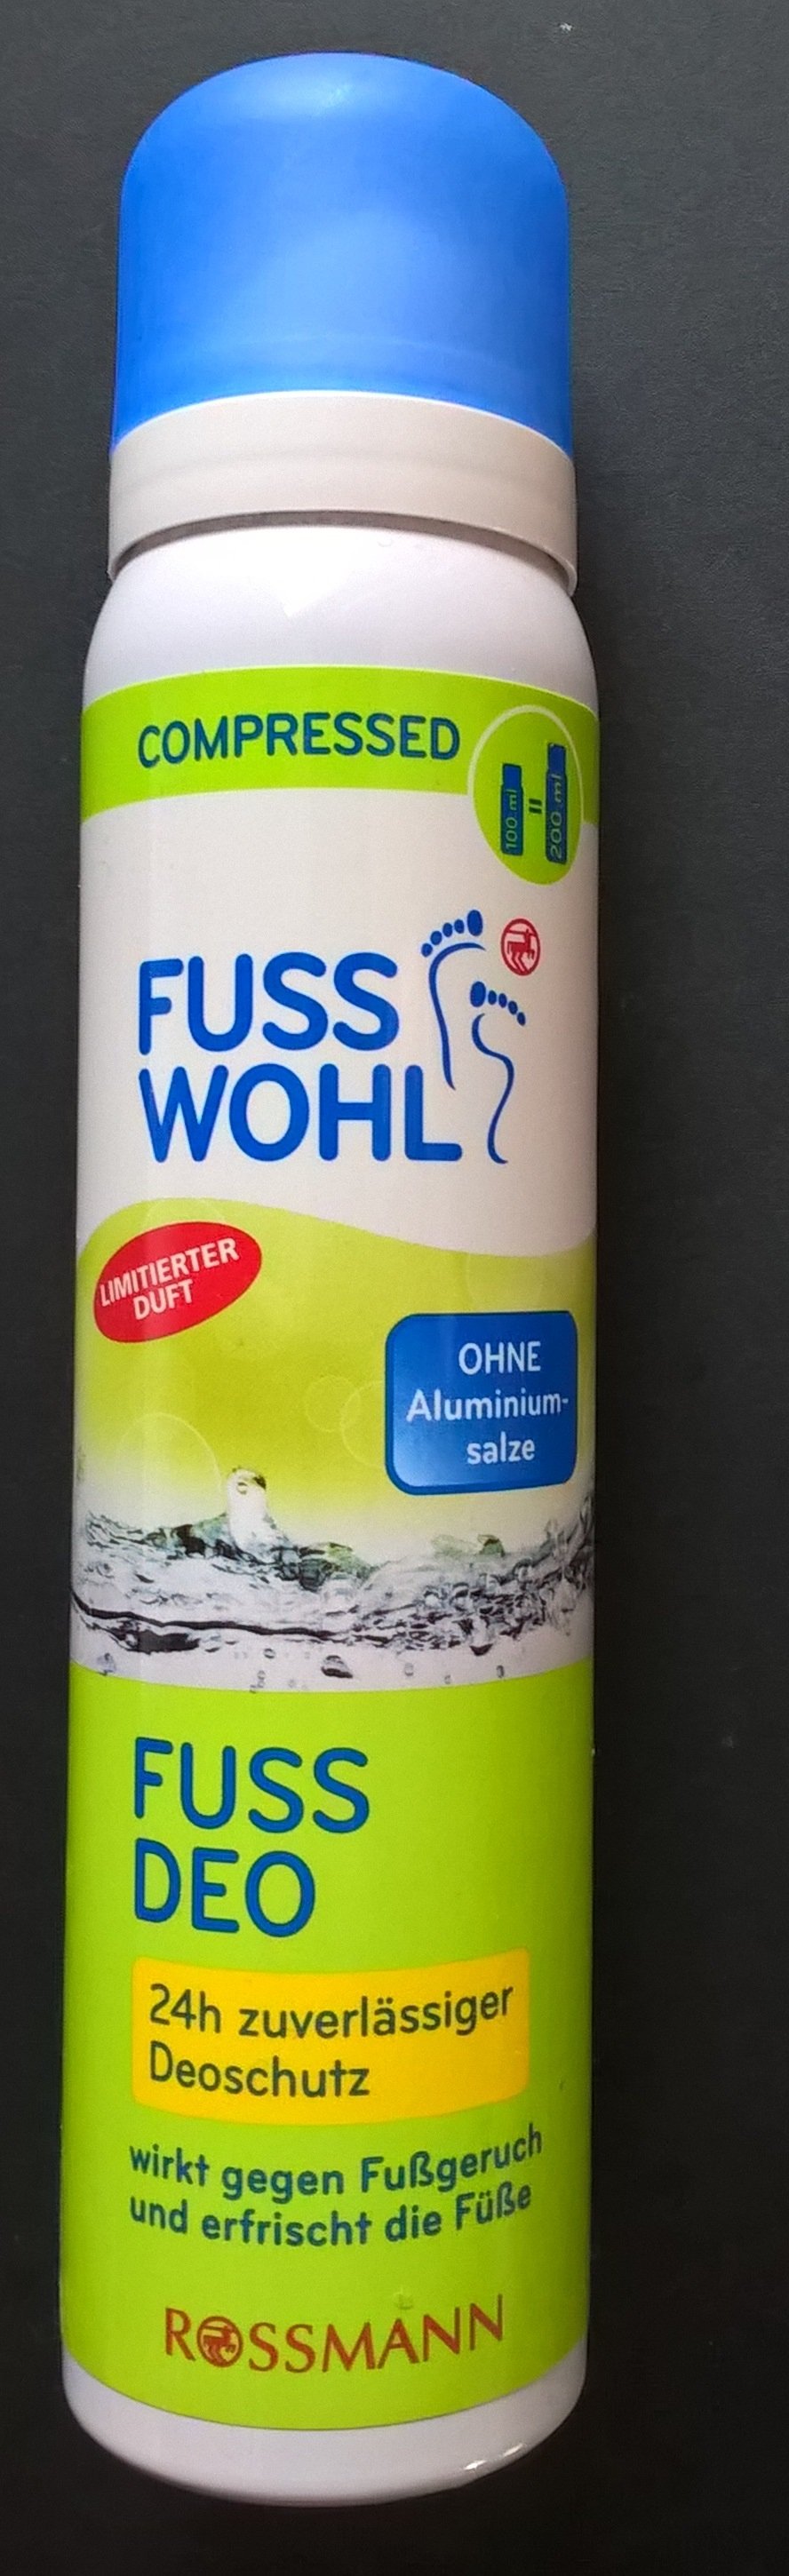 COMPRESSED
100 ml = 200 ml
FUSS
WOHL
LIMITIERTER
DUFT
OHNE
Aluminium-
salze
FUSS
DEO
24h zuverlässiger
Deoschutz
wirkt gegen Fußgeruch
und erfrischt die Füße
ROSSMANN